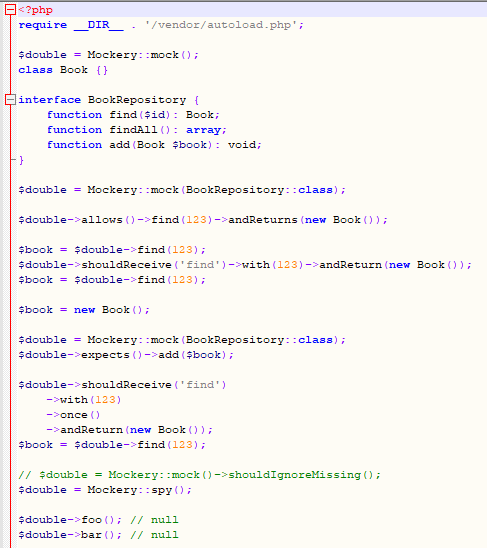 <?php
require __DIR__ . '/vendor/autoload.php';
$double = Mockery::mock();
class Book {}
interface BookRepository {
    function find($id): Book;
    function findAll(): array;
    function add(Book $book): void;
}
$double = Mockery::mock(BookRepository::class);
$double->allows()->find(123)->andReturns(new Book());
$book = $double->find(123);
$double->shouldReceive('find')->with(123)->andReturn(new Book());
$book = $double->find(123);
$book = new Book();
$double = Mockery::mock(BookRepository::class);
$double->expects()->add($book);
$double->shouldReceive('find')
    ->with(123)
    ->once()
    ->andReturn(new Book());
$book = $double->find(123);
// $double = Mockery::mock()->shouldIgnoreMissing();
$double = Mockery::spy();
$double->foo(); // null
$double->bar(); // null